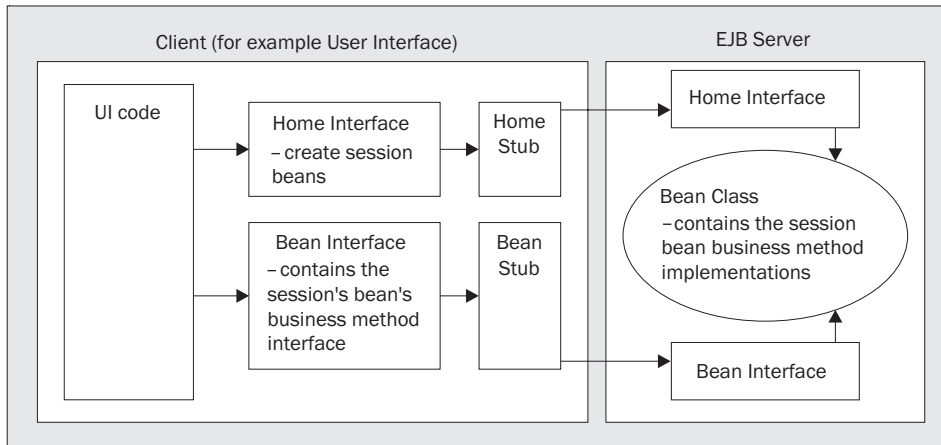 Client (for example User Interface)
EJB Server
UI code
Home Interface
– create session
beans
Home
Stub
Home Interface
Bean Class
– contains the session
bean business method
implementations
Bean Interface
– contains the
session's bean's
business method
interface
Bean
Stub
Bean Interface